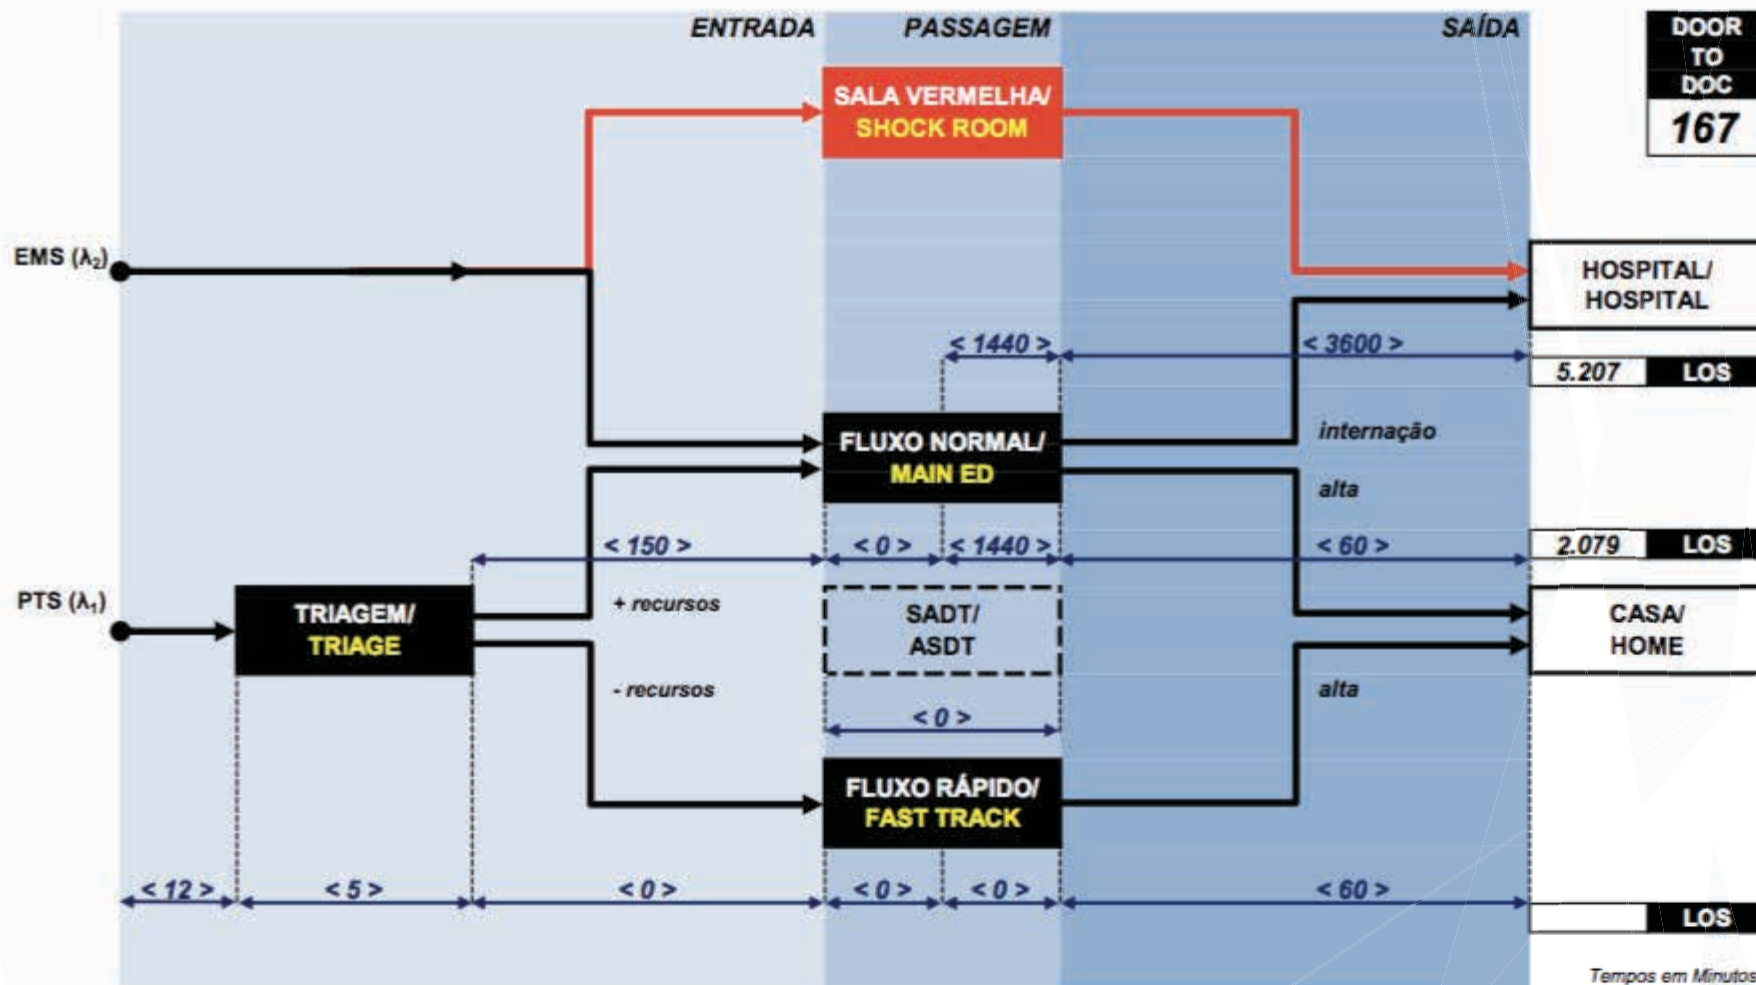 ENTRADA
PASSAGEM
SAÍDA
DOOR
TO
DOC
167
SALA VERMELHA/
SHOCK ROOM
EMS (λ₂)
HOSPITAL/
HOSPITAL
< 1440 >
< 3600 >
5.207
LOS
FLUXO NORMAL/
MAIN ED
internação
alta
< 150 >
< 0 >
< 1440 >
< 60 >
2.079
LOS
PTS (λ₁)
TRIAGEM/
TRIAGE
+ recursos
- recursos
SADT/
ASDT
CASA/
HOME
alta
< 0 >
FLUXO RÁPIDO/
FAST TRACK
< 12 >
< 5 >
< 0 >
< 0 >
< 0 >
< 60 >
LOS
Tempos em Minutos